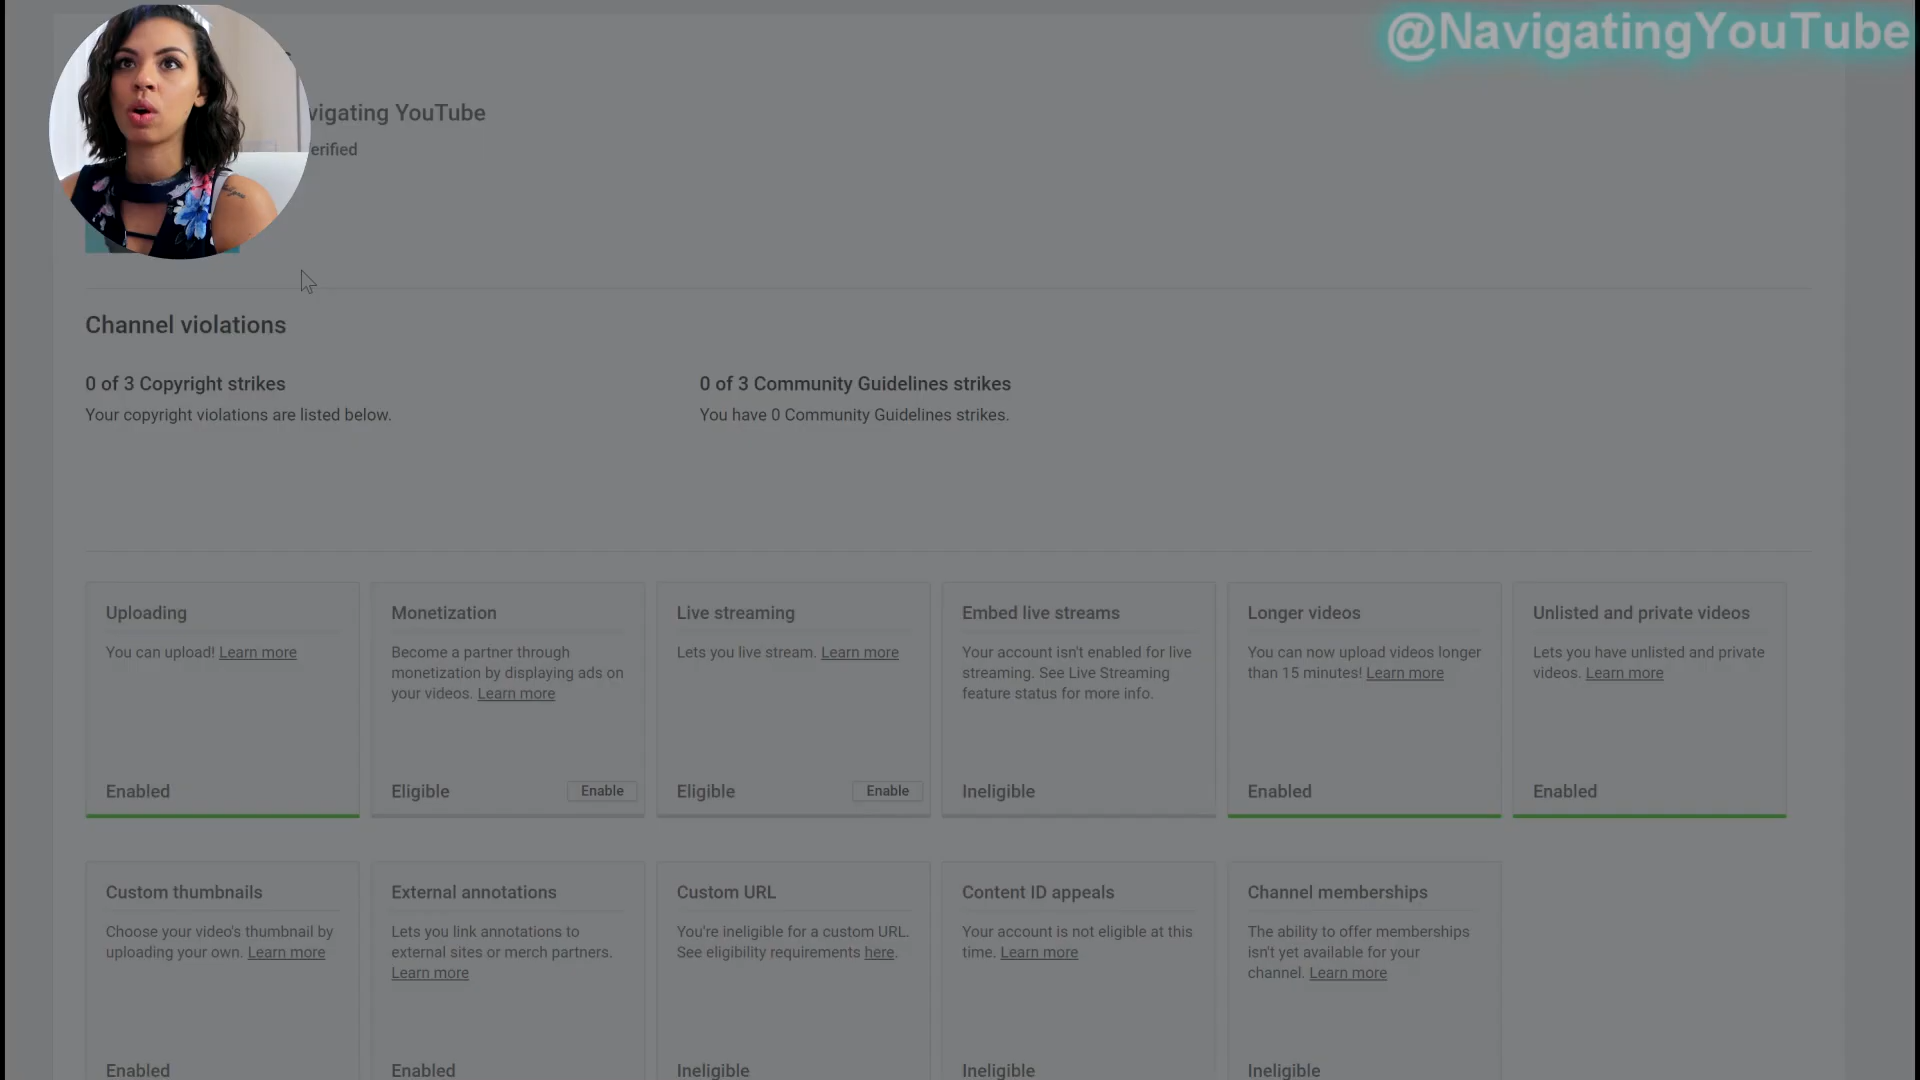 @NavigatingYouTube
vigating YouTube
erified
Channel violations
0 of 3 Copyright strikes
Your copyright violations are listed below.
0 of 3 Community Guidelines strikes
You have 0 Community Guidelines strikes.
Uploading
You can upload! Learn more
Enabled
Monetization
Become a partner through
monetization by displaying ads on
your videos. Learn more
Eligible
Enable
Live streaming
Lets you live stream. Learn more
Eligible
Enable
Embed live streams
Your account isn't enabled for live
streaming. See Live Streaming
feature status for more info.
Ineligible
Longer videos
You can now upload videos longer
than 15 minutes! Learn more
Enabled
Unlisted and private videos
Lets you have unlisted and private
videos. Learn more
Enabled
Custom thumbnails
Choose your video's thumbnail by
uploading your own. Learn more
Enabled
External annotations
Lets you link annotations to
external sites or merch partners.
Learn more
Enabled
Custom URL
You're ineligible for a custom URL.
See eligibility requirements here.
Ineligible
Content ID appeals
Your account is not eligible at this
time. Learn more
Ineligible
Channel memberships
The ability to offer memberships
isn't yet available for your
channel. Learn more
Ineligible